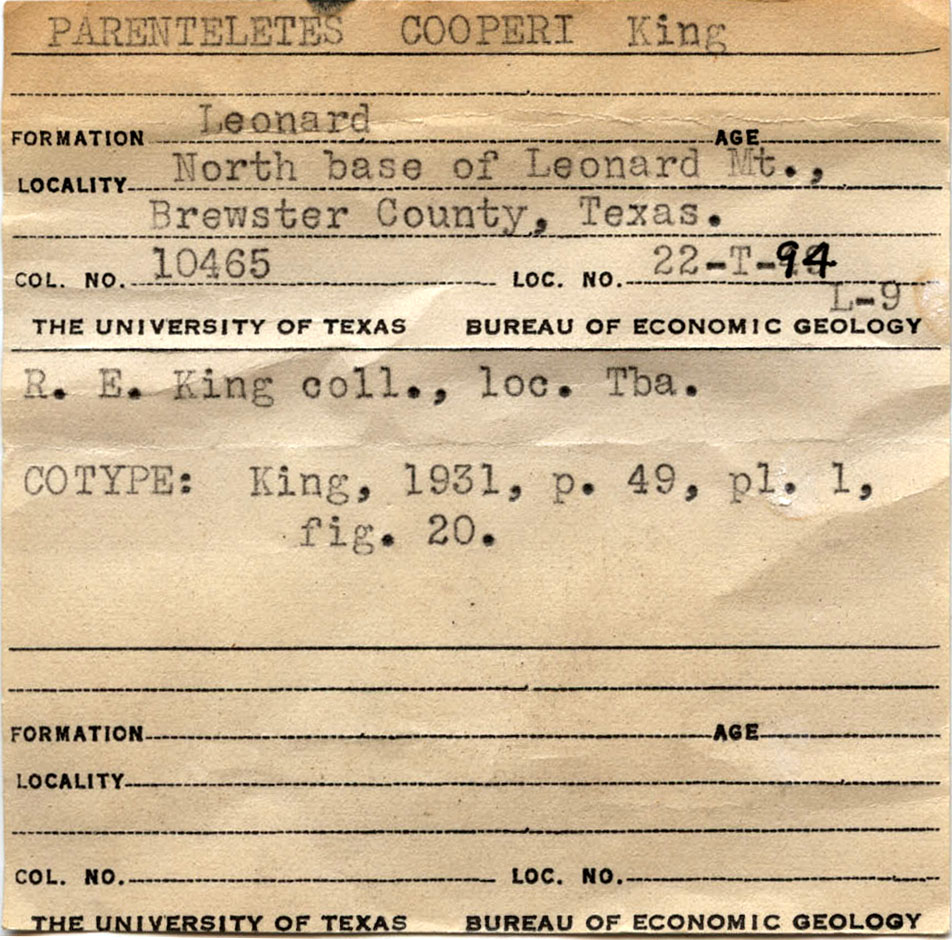 PARENTELETES COOPERI King
FORMATION Leonard AGE
LOCALITY North base of Leonard Mt.,
Brewster County, Texas.
COL. NO. 10465 LOC. NO. 22-T-94
L-9
THE UNIVERSITY OF TEXAS BUREAU OF ECONOMIC GEOLOGY
R. E. King coll., loc. Tba.
COTYPE: King, 1931, p. 49, pl. 1,
fig. 20.
FORMATION AGE
LOCALITY
COL. NO. LOC. NO.
THE UNIVERSITY OF TEXAS BUREAU OF ECONOMIC GEOLOGY